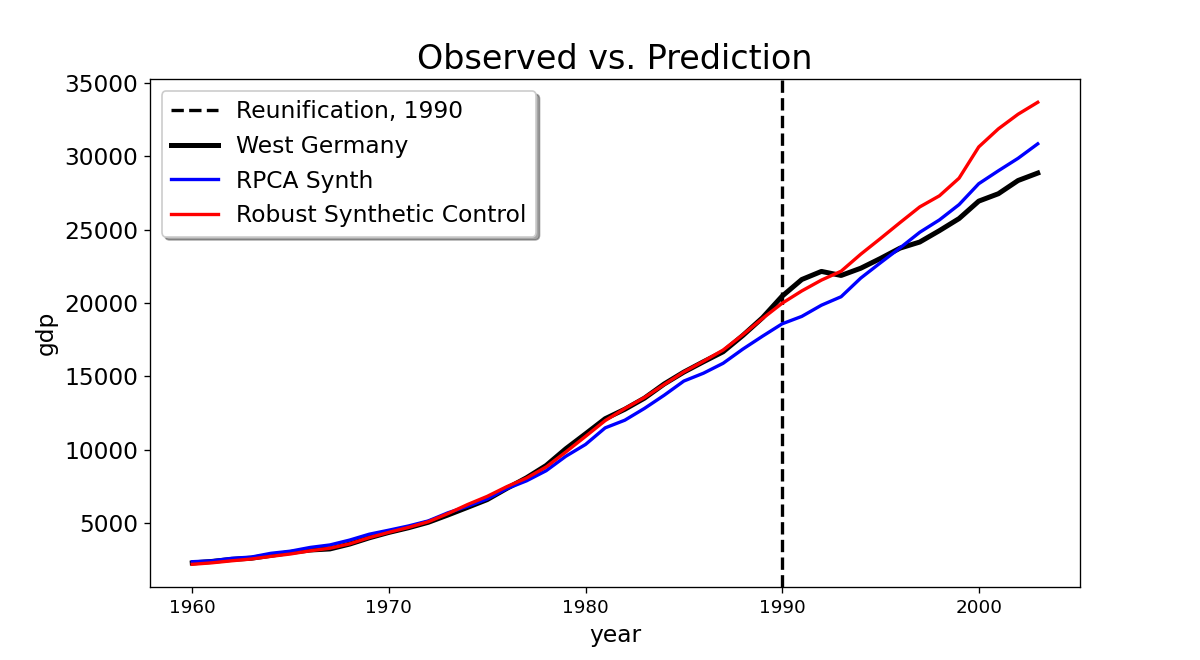 Observed vs. Prediction
35000
30000
25000
20000
15000
10000
5000
gdp
Reunification, 1990
West Germany
RPCA Synth
Robust Synthetic Control
1960 1970 1980 1990 2000
year